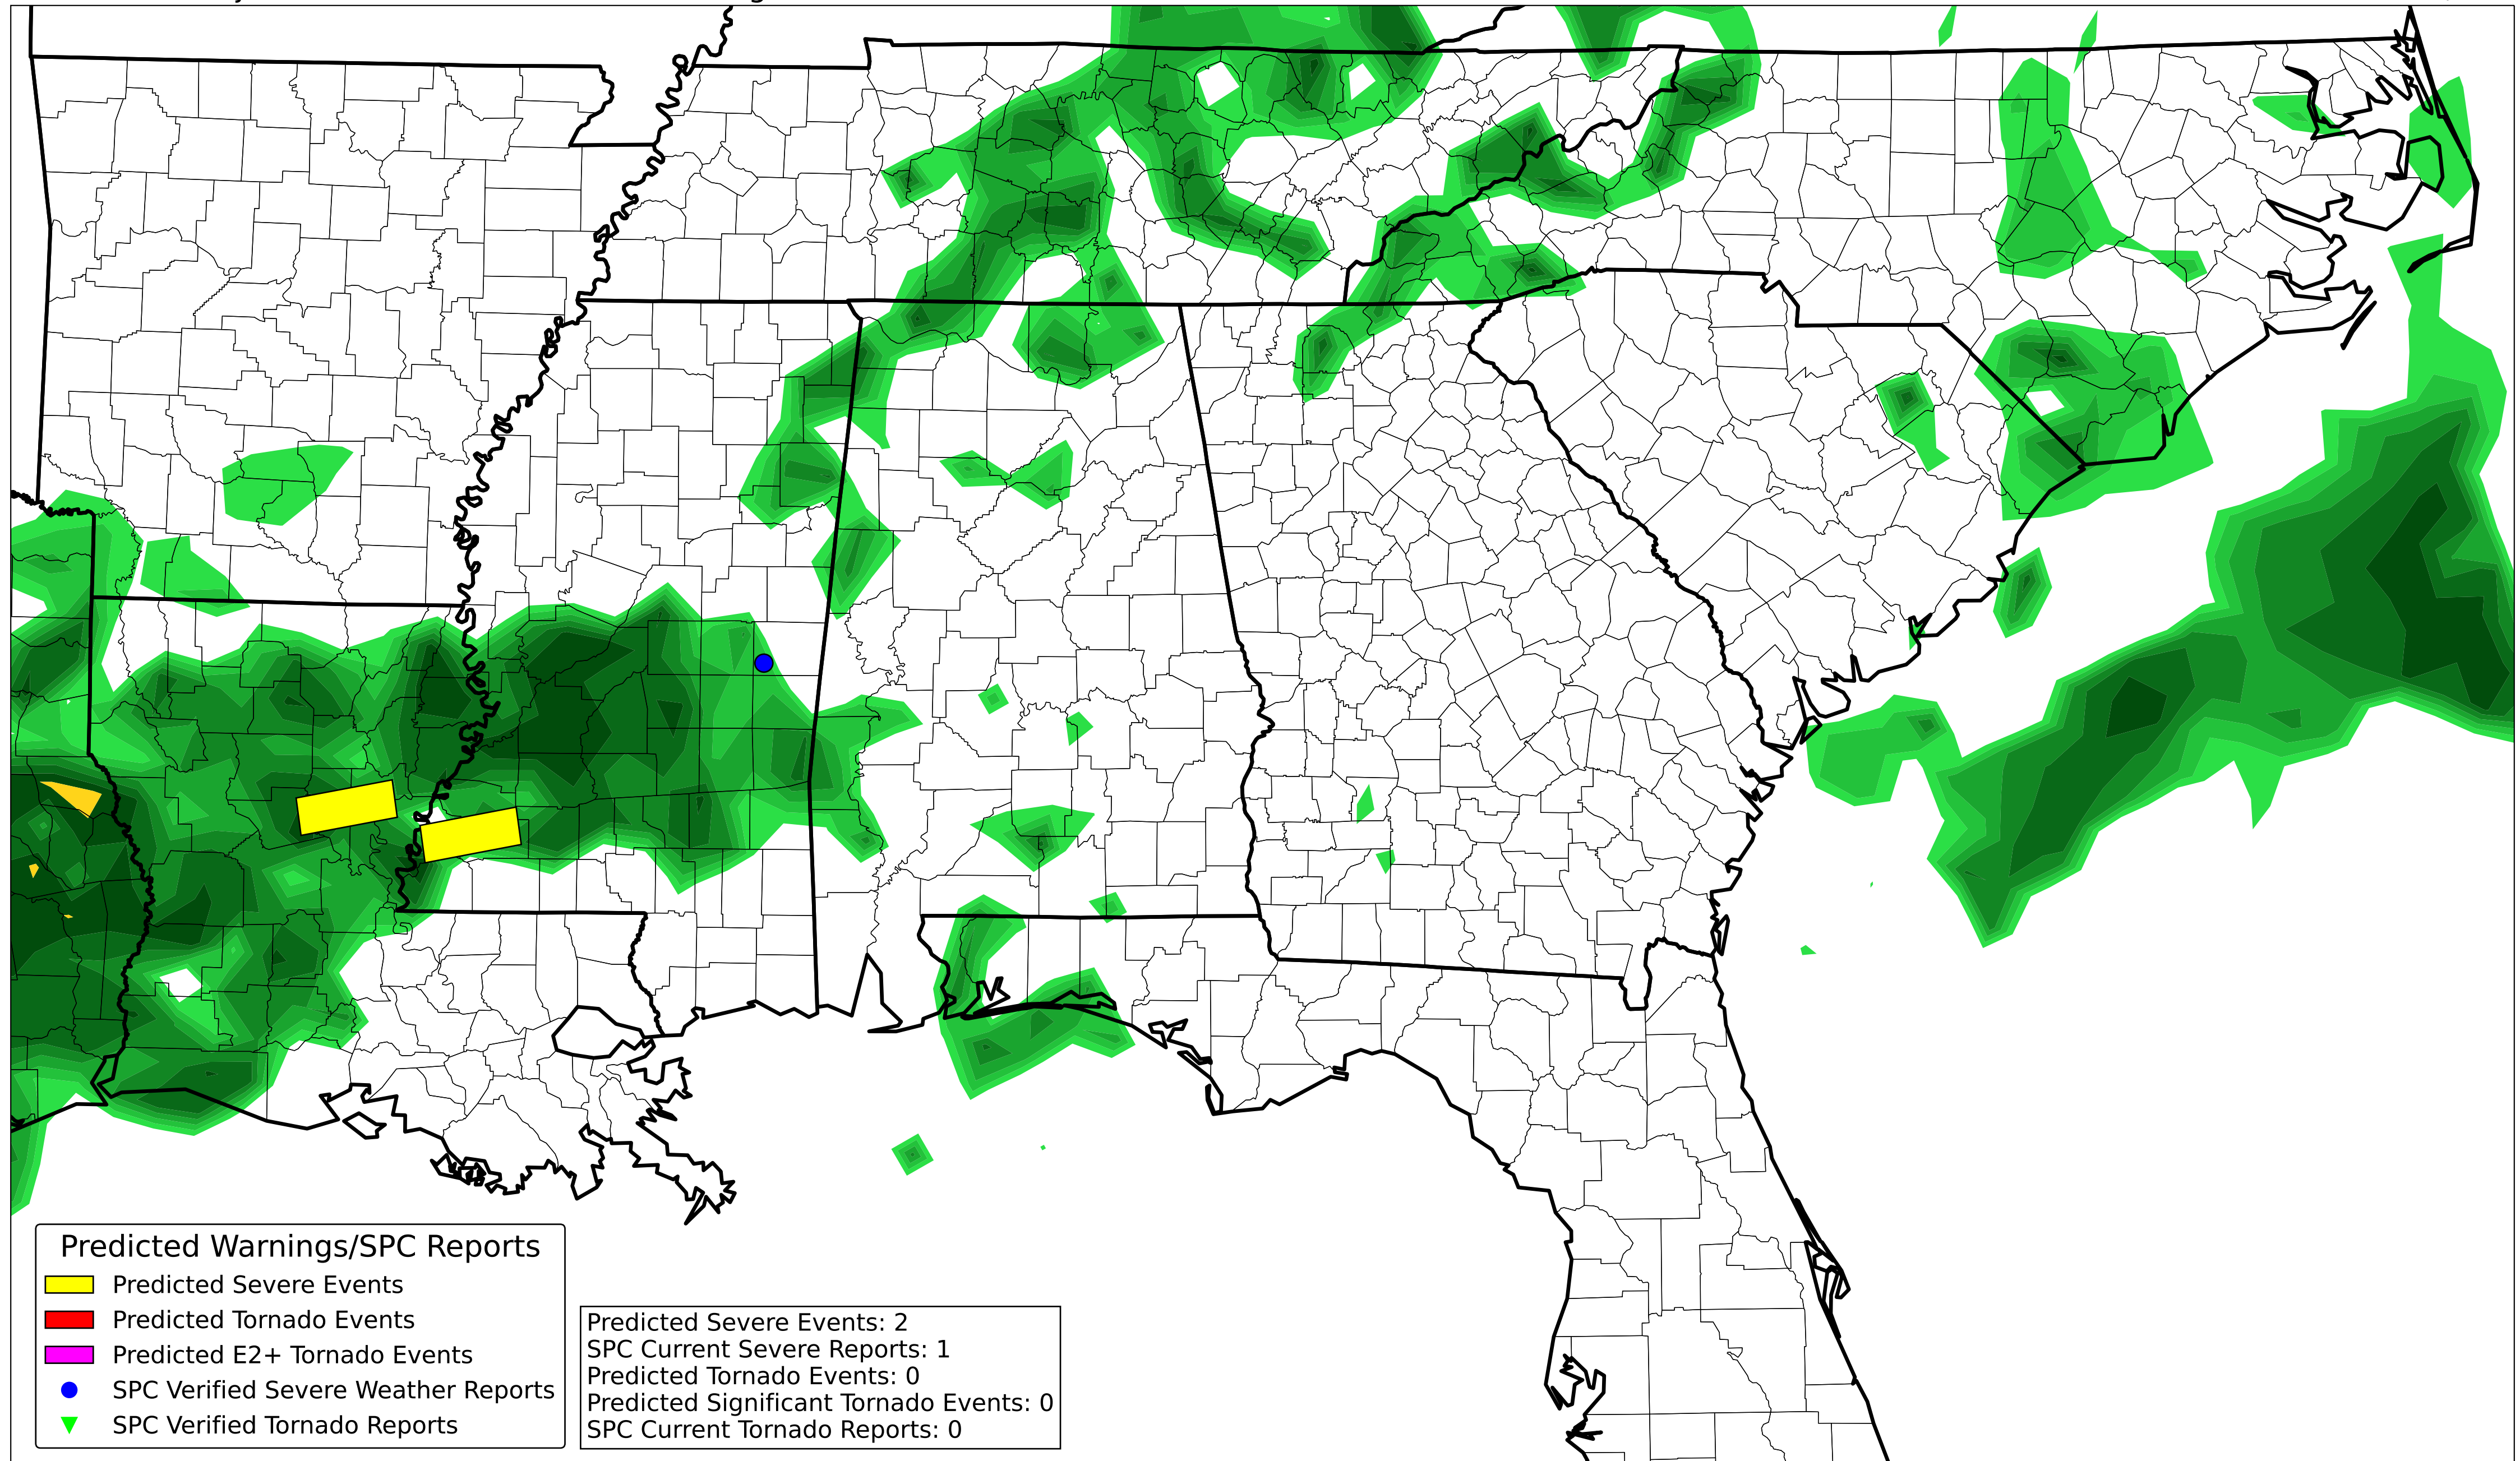 Predicted Warnings/SPC Reports
Predicted Severe Events
Predicted Tornado Events
Predicted E2+ Tornado Events
SPC Verified Severe Weather Reports
SPC Verified Tornado Reports
Predicted Severe Events: 2
SPC Current Severe Reports: 1
Predicted Tornado Events: 0
Predicted Significant Tornado Events: 0
SPC Current Tornado Reports: 0